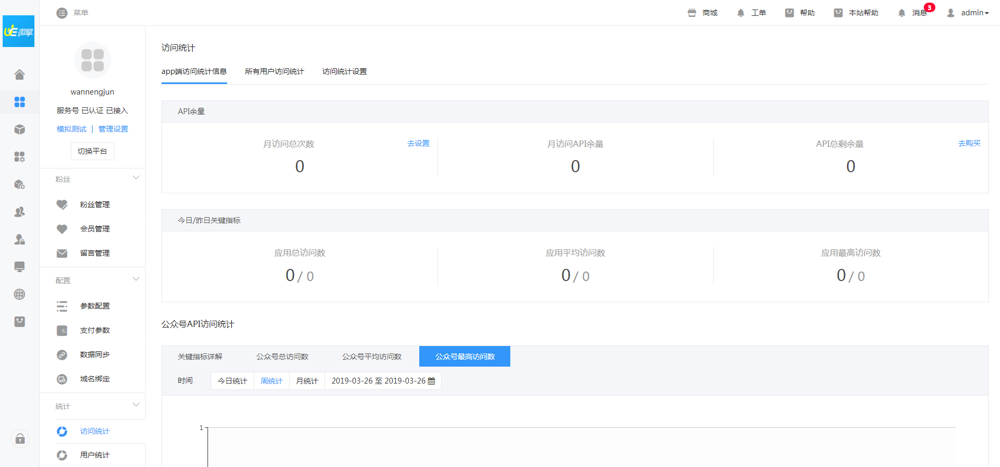 菜单
商城
工单
帮助
本站帮助
消息
3
admin
WE微擎
wannengjun
服务号 已认证 已接入
模拟测试 | 管理设置
切换平台
粉丝
粉丝管理
会员管理
留言管理
配置
参数配置
支付参数
数据同步
域名绑定
统计
访问统计
用户统计
访问统计
app端访问统计信息 所有用户访问统计 访问统计设置
API余量
月访问总次数 去设置 月访问API余量 API总剩余量 去购买
0 0 0
今日/昨日关键指标
应用总访问数 应用平均访问数 应用最高访问数
0 / 0 0 / 0 0 / 0
公众号API访问统计
关键指标详解 公众号总访问数 公众号平均访问数 公众号最高访问数
时间 今日统计 周统计 月统计 2019-03-26 至 2019-03-26
1